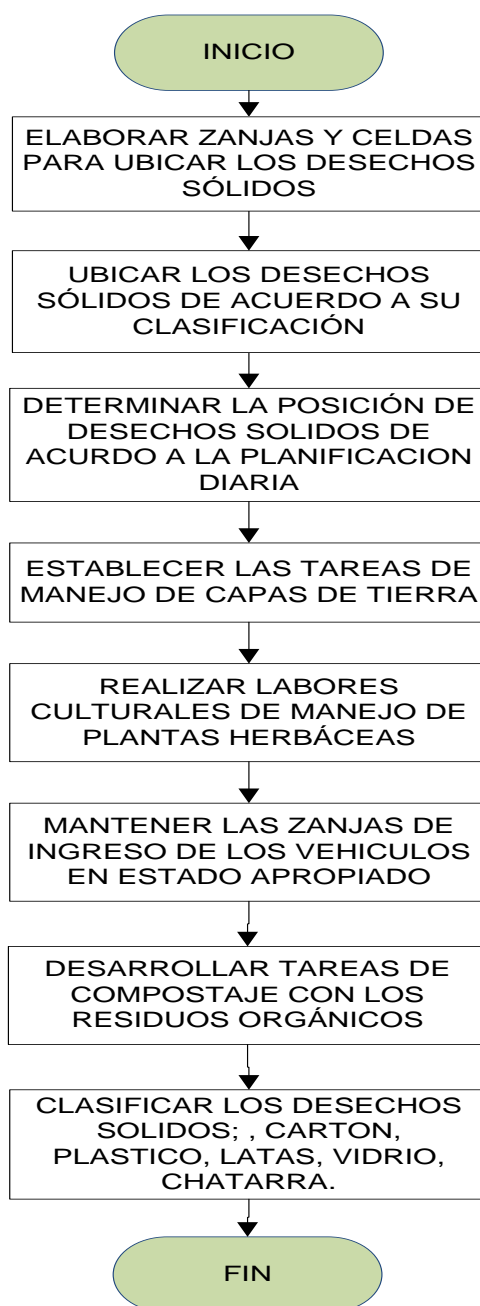 INICIO
ELABORAR ZANJAS Y CELDAS
PARA UBICAR LOS DESECHOS
SÓLIDOS
UBICAR LOS DESECHOS
SÓLIDOS DE ACUERDO A SU
CLASIFICACIÓN
DETERMINAR LA POSICIÓN DE
DESECHOS SOLIDOS DE
ACURDO A LA PLANIFICACION
DIARIA
ESTABLECER LAS TAREAS DE
MANEJO DE CAPAS DE TIERRA
REALIZAR LABORES
CULTURALES DE MANEJO DE
PLANTAS HERBÁCEAS
MANTENER LAS ZANJAS DE
INGRESO DE LOS VEHICULOS
EN ESTADO APROPIADO
DESARROLLAR TAREAS DE
COMPOSTAJE CON LOS
RESIDUOS ORGÁNICOS
CLASIFICAR LOS DESECHOS
SOLIDOS; , CARTON,
PLASTICO, LATAS, VIDRIO,
CHATARRA.
FIN